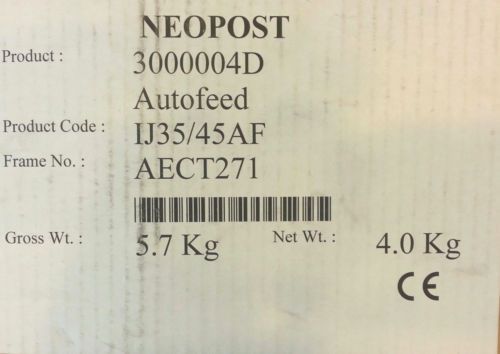 NEOPOST
Product : 3000004D
Autofeed
Product Code : IJ35/45AF
Frame No. : AECT271
Gross Wt. : 5.7 Kg Net Wt. : 4.0 Kg
CE